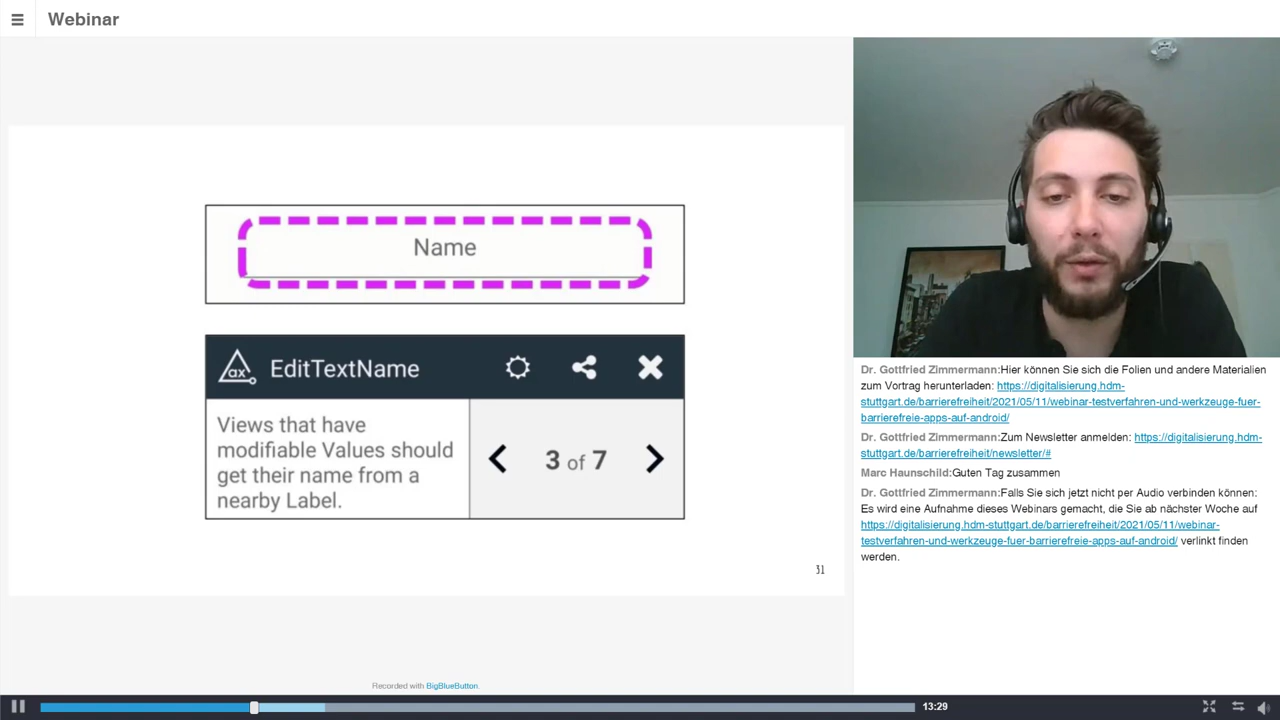 Webinar
Name
ax
EditTextName
Views that have
modifiable Values should
get their name from a
nearby Label.
3 of 7
31
Recorded with BigBlueButton.
Dr. Gottfried Zimmermann:Hier können Sie sich die Folien und andere Materialien
zum Vortrag herunterladen: https://digitalisierung.hdm-
stuttgart.de/barrierefreiheit/2021/05/11/webinar-testverfahren-und-werkzeuge-fuer-
barrierefreie-apps-auf-android/
Dr. Gottfried Zimmermann:Zum Newsletter anmelden: https://digitalisierung.hdm-
stuttgart.de/barrierefreiheit/newsletter/#
Marc Haunschild:Guten Tag zusammen
Dr. Gottfried Zimmermann:Falls Sie sich jetzt nicht per Audio verbinden können:
Es wird eine Aufnahme dieses Webinars gemacht, die Sie ab nächster Woche auf
https://digitalisierung.hdm-stuttgart.de/barrierefreiheit/2021/05/11/webinar-
testverfahren-und-werkzeuge-fuer-barrierefreie-apps-auf-android/ verlinkt finden
werden.
13:29